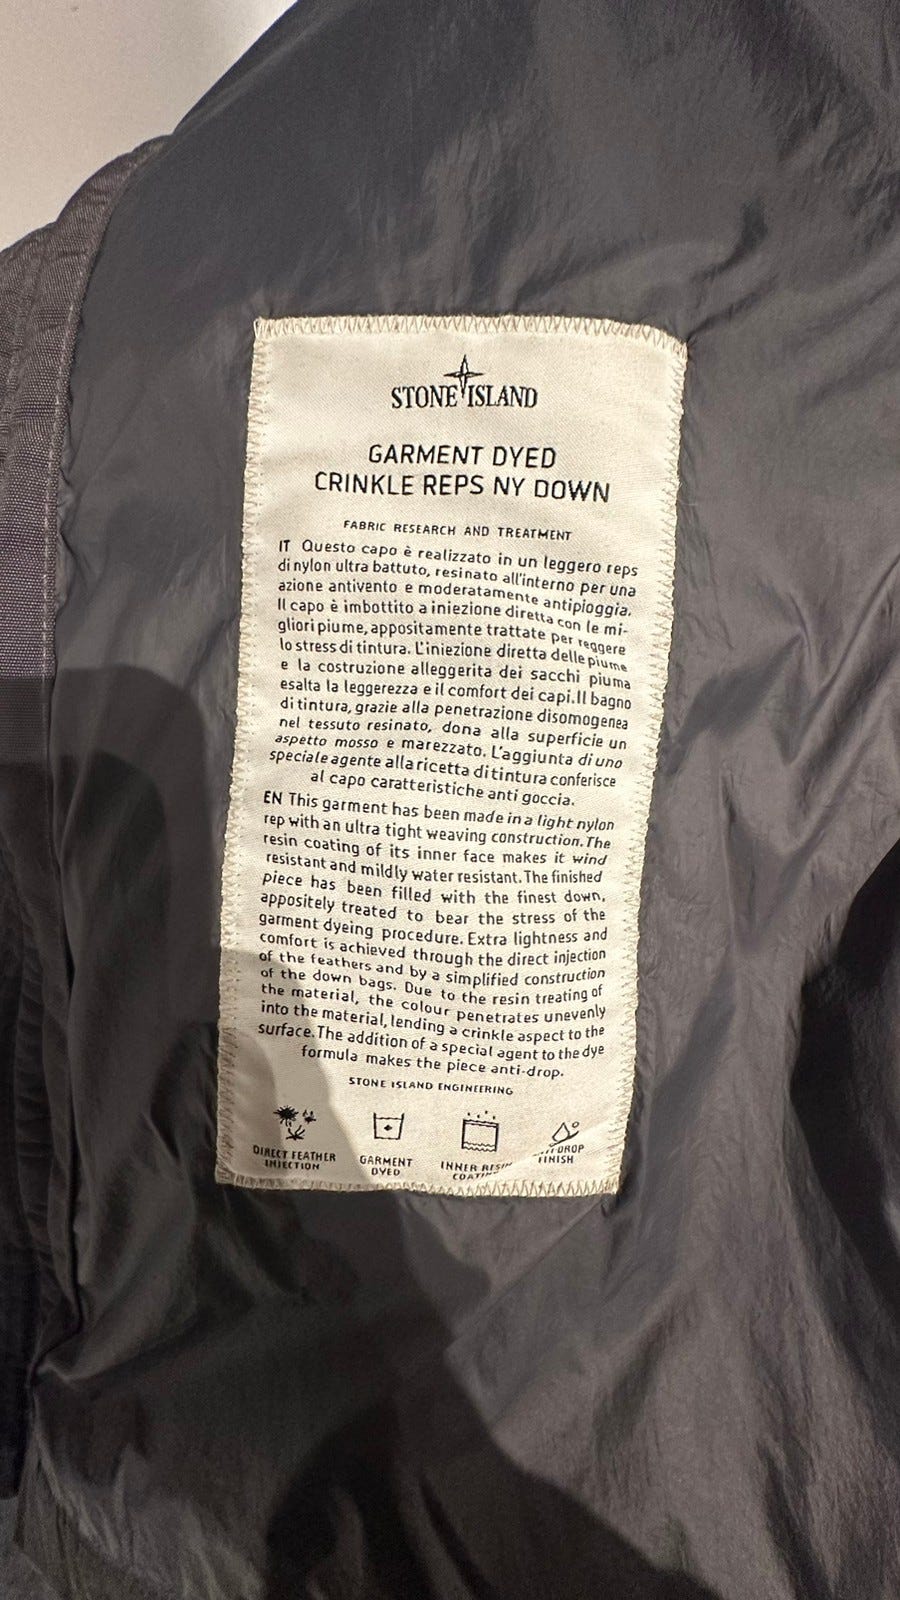 STONE ISLAND
GARMENT DYED
CRINKLE REPS NY DOWN
FABRIC RESEARCH AND TREATMENT
IT Questo capo è realizzato in un leggero reps
di nylon ultra battuto, resinato all'interno per una
azione antivento e moderatamente antipioggia.
Il capo è imbottito a iniezione diretta con le mi-
gliori piume, appositamente trattate per reggere
lo stress di tintura. L'iniezione diretta delle piume
e la costruzione alleggerita dei sacchi piuma
esalta la leggerezza e il comfort dei capi. Il bagno
di tintura, grazie alla penetrazione disomogenea
nel tessuto resinato, dona alla superficie un
aspetto mosso e marezzato. L'aggiunta di uno
speciale agente alla ricetta di tintura conferisce
al capo caratteristiche anti goccia.
EN This garment has been made in a light nylon
rep with an ultra tight weaving construction. The
resin coating of its inner face makes it wind
resistant and mildly water resistant. The finished
piece has been filled with the finest down,
appositely treated to bear the stress of the
garment dyeing procedure. Extra lightness and
comfort is achieved through the direct injection
of the feathers and by a simplified construction
of the down bags. Due to the resin treating of
the material, the colour penetrates unevenly
into the material, lending a crinkle aspect to the
surface. The addition of a special agent to the dye
formula makes the piece anti-drop.
STONE ISLAND ENGINEERING
DIRECT FEATHER
INJECTION
GARMENT
DYED
INNER RESIN
COATING
DROP
FINISH